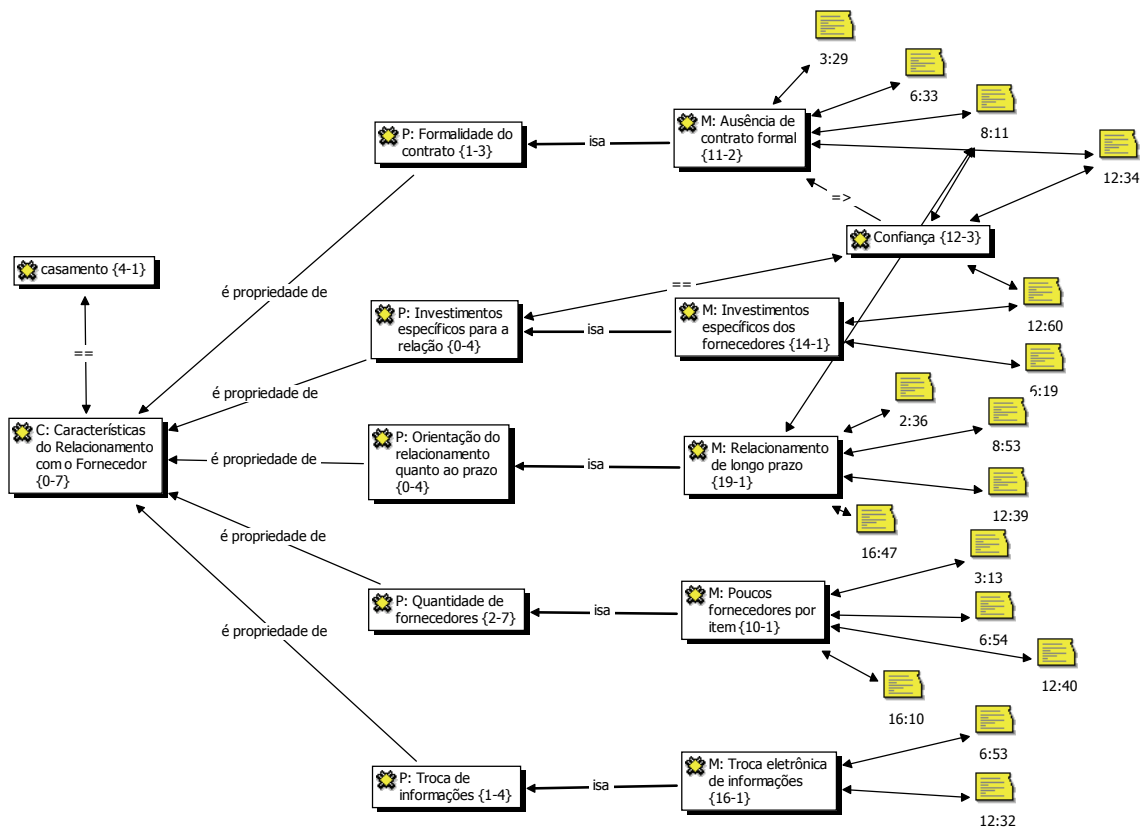 3:29
6:33
8:11
12:34
P: Formalidade do
contrato {1-3}
isa
M: Ausência de
contrato formal
{11-2}
=>
Confiança {12-3}
casamento {4-1}
==
é propriedade de
==
P: Investimentos
específicos para a
relação {0-4}
isa
M: Investimentos
específicos dos
fornecedores {14-1}
12:60
6:19
é propriedade de
2:36
C: Características
do Relacionamento
com o Fornecedor
{0-7}
é propriedade de
P: Orientação do
relacionamento
quanto ao prazo
{0-4}
isa
M: Relacionamento
de longo prazo
{19-1}
8:53
12:39
16:47
é propriedade de
P: Quantidade de
fornecedores {2-7}
isa
M: Poucos
fornecedores por
item {10-1}
3:13
6:54
12:40
16:10
é propriedade de
P: Troca de
informações {1-4}
isa
M: Troca eletrônica
de informações
{16-1}
6:53
12:32